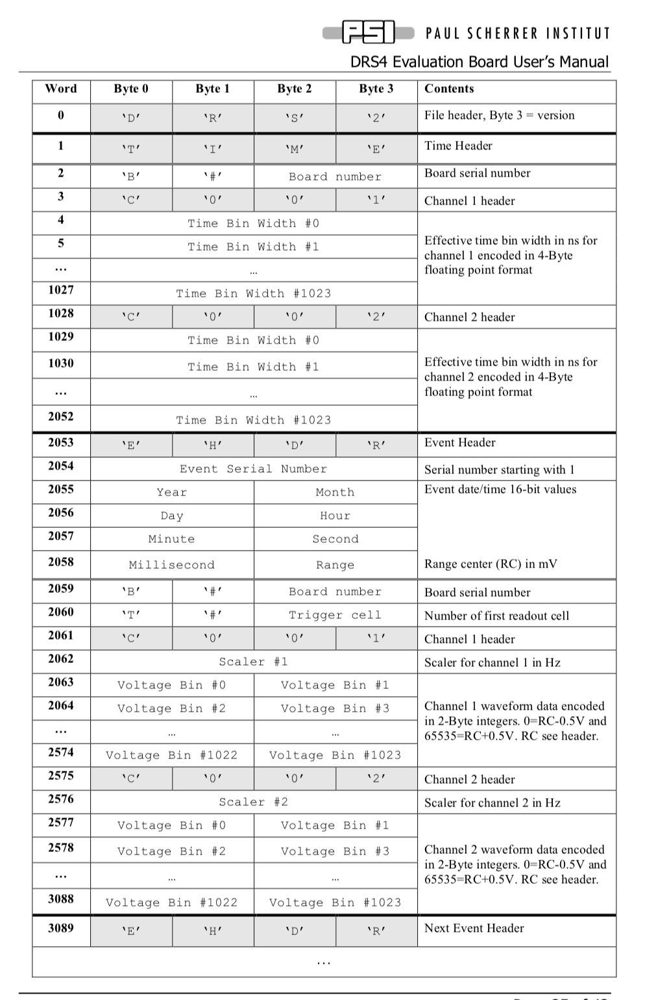 PSI PAUL SCHERRER INSTITUT
DRS4 Evaluation Board User's Manual
Word Byte 0 Byte 1 Byte 2 Byte 3 Contents
0 'D' 'R' 'S' '2' File header, Byte 3 = version
1 'T' 'I' 'M' 'E' Time Header
2 'B' '#' Board number Board serial number
3 'C' '0' '0' '1' Channel 1 header
4 Time Bin Width #0
5 Time Bin Width #1
... ...
1027 Time Bin Width #1023
Effective time bin width in ns for
channel 1 encoded in 4-Byte
floating point format
1028 'C' '0' '0' '2' Channel 2 header
1029 Time Bin Width #0
1030 Time Bin Width #1
... ...
2052 Time Bin Width #1023
Effective time bin width in ns for
channel 2 encoded in 4-Byte
floating point format
2053 'E' 'H' 'D' 'R' Event Header
2054 Event Serial Number Serial number starting with 1
2055 Year Month Event date/time 16-bit values
2056 Day Hour
2057 Minute Second
2058 Millisecond Range Range center (RC) in mV
2059 'B' '#' Board number Board serial number
2060 'T' '#' Trigger cell Number of first readout cell
2061 'C' '0' '0' '1' Channel 1 header
2062 Scaler #1 Scaler for channel 1 in Hz
2063 Voltage Bin #0 Voltage Bin #1
2064 Voltage Bin #2 Voltage Bin #3
... ... ...
2574 Voltage Bin #1022 Voltage Bin #1023
Channel 1 waveform data encoded
in 2-Byte integers. 0=RC-0.5V and
65535=RC+0.5V. RC see header.
2575 'C' '0' '0' '2' Channel 2 header
2576 Scaler #2 Scaler for channel 2 in Hz
2577 Voltage Bin #0 Voltage Bin #1
2578 Voltage Bin #2 Voltage Bin #3
... ... ...
3088 Voltage Bin #1022 Voltage Bin #1023
Channel 2 waveform data encoded
in 2-Byte integers. 0=RC-0.5V and
65535=RC+0.5V. RC see header.
3089 'E' 'H' 'D' 'R' Next Event Header
...